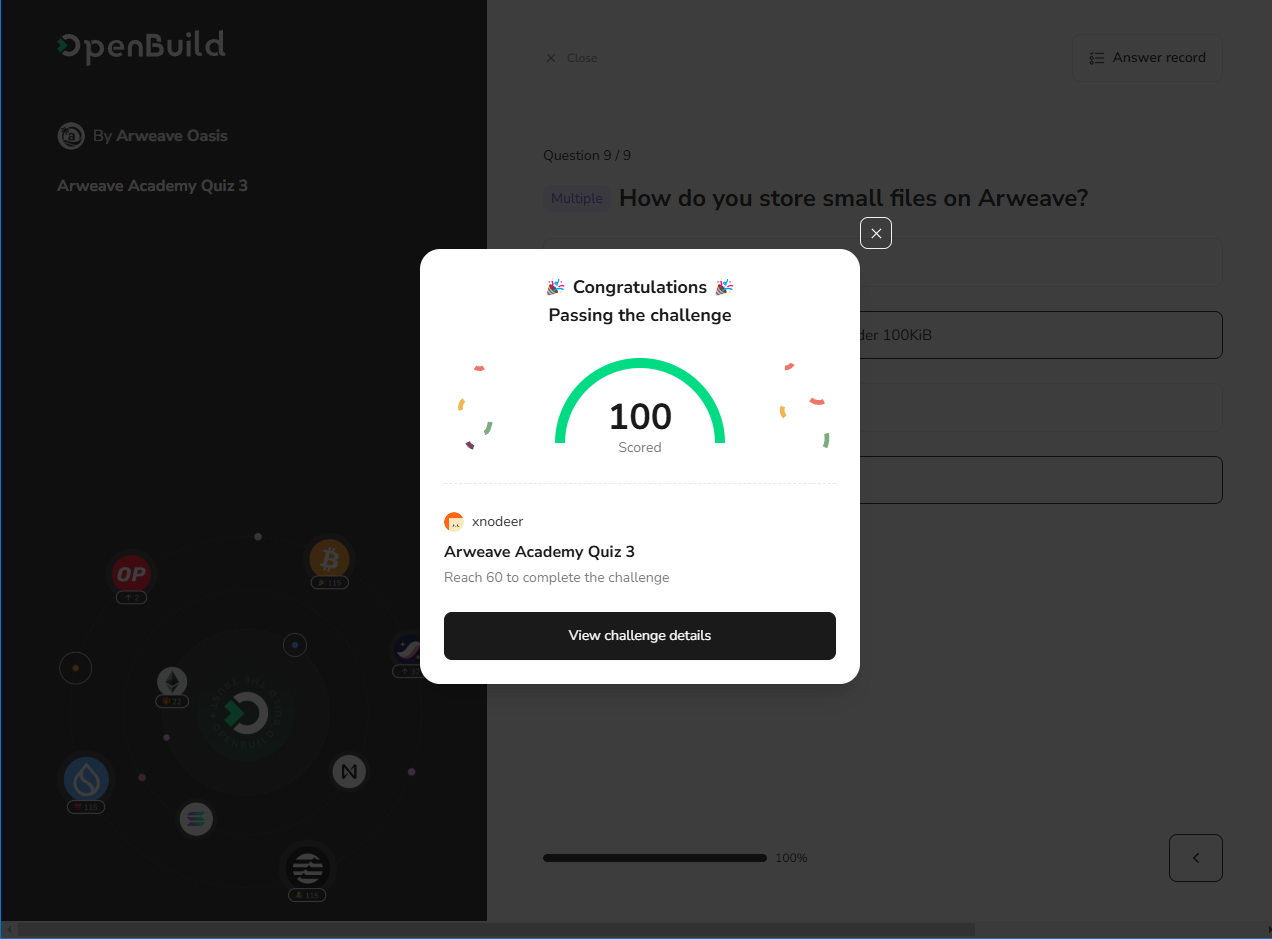 OpenBuild
By Arweave Oasis
Arweave Academy Quiz 3
Close
Answer record
Question 9 / 9
Multiple How do you store small files on Arweave?
100KiB
Congratulations
Passing the challenge
100
Scored
xnodeer
Arweave Academy Quiz 3
Reach 60 to complete the challenge
View challenge details
OP
2
115
22
115
115
100%